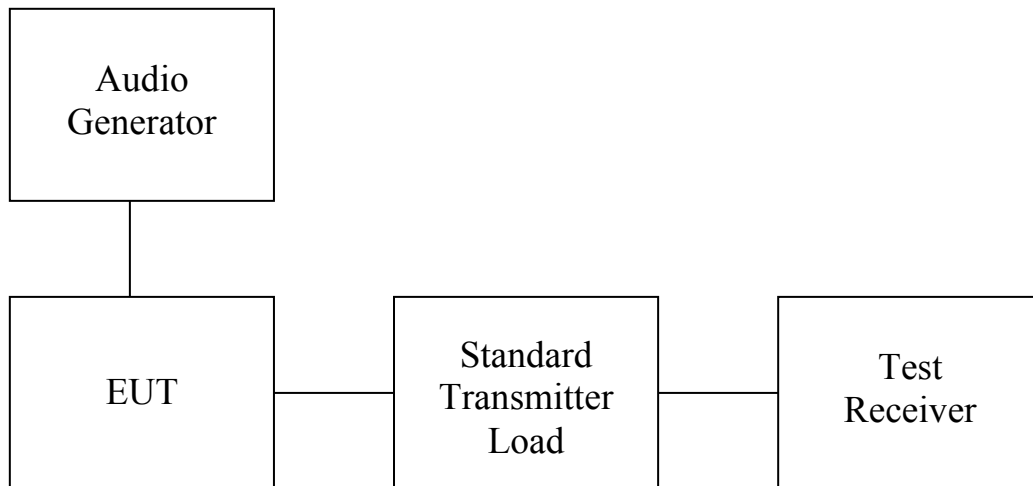 Audio
Generator
EUT
Standard
Transmitter
Load
Test
Receiver